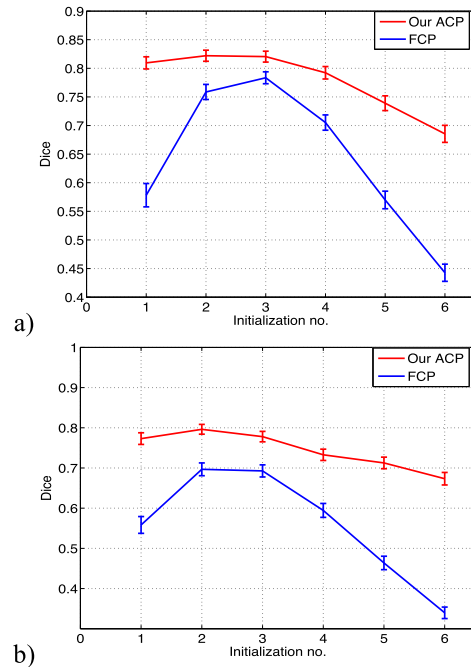 0.9
0.85
0.8
0.75
0.7
0.65
0.6
0.55
0.5
0.45
0.4
Dice
Our ACP
FCP
0 1 2 3 4 5 6
Initialization no.
a)
1
0.9
0.8
0.7
0.6
0.5
0.4
Dice
Our ACP
FCP
0 1 2 3 4 5 6
Initialization no.
b)